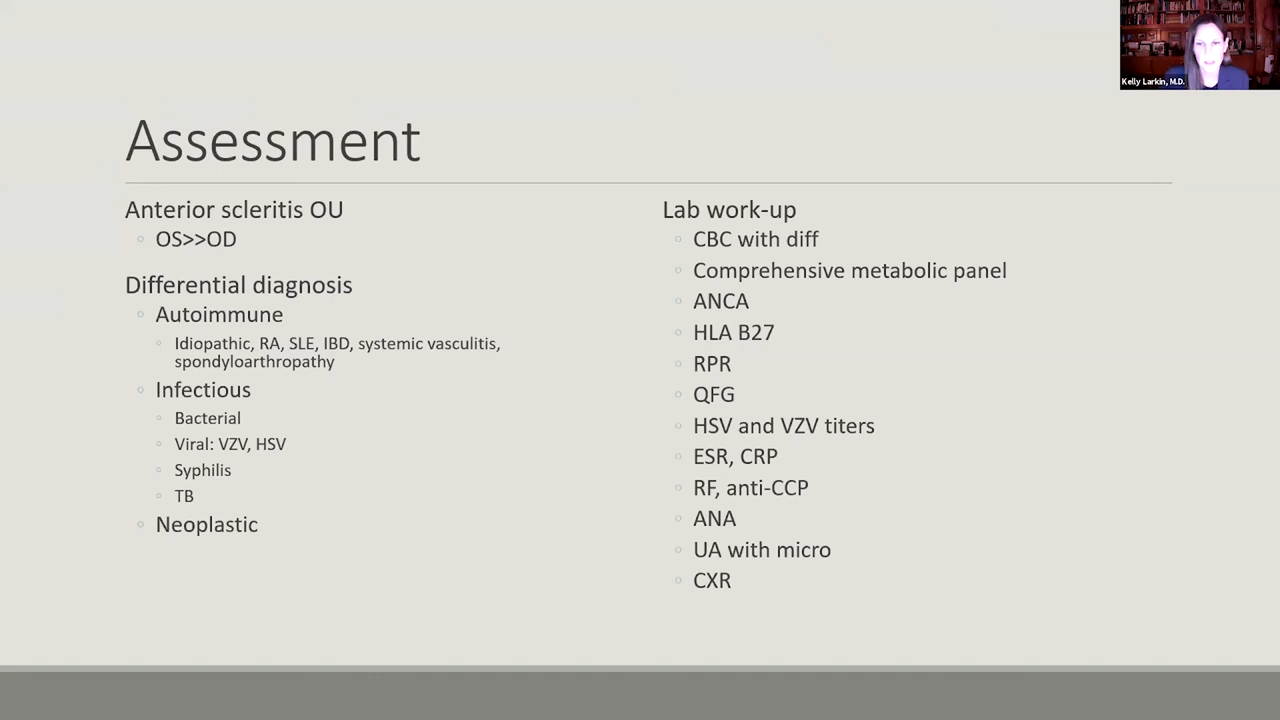 Kelly Larkin, M.D.
Assessment
Anterior scleritis OU
OS>>OD
Differential diagnosis
Autoimmune
Idiopathic, RA, SLE, IBD, systemic vasculitis,
spondyloarthropathy
Infectious
Bacterial
Viral: VZV, HSV
Syphilis
TB
Neoplastic
Lab work-up
CBC with diff
Comprehensive metabolic panel
ANCA
HLA B27
RPR
QFG
HSV and VZV titers
ESR, CRP
RF, anti-CCP
ANA
UA with micro
CXR